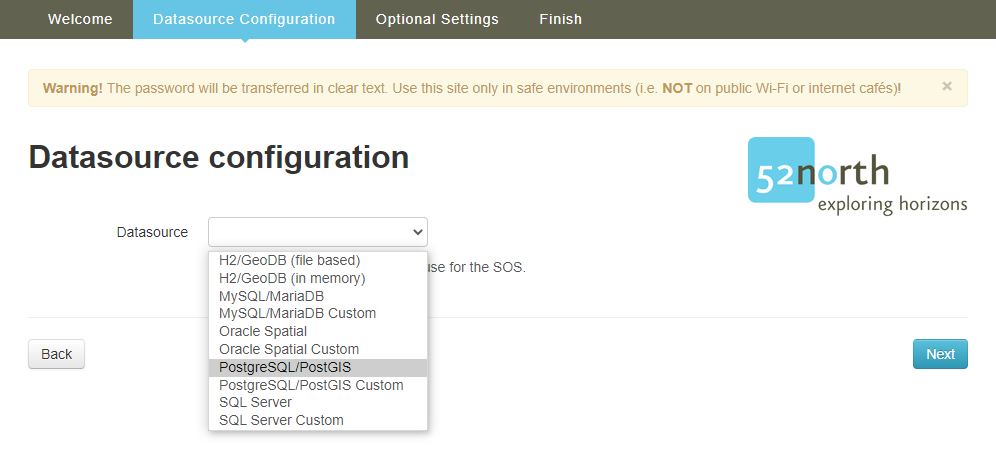 Welcome Datasource Configuration Optional Settings Finish
Warning! The password will be transferred in clear text. Use this site only in safe environments (i.e. NOT on public Wi-Fi or internet cafés)! ×
Datasource configuration
52north
exploring horizons
Datasource
H2/GeoDB (file based)
use for the SOS.
H2/GeoDB (in memory)
MySQL/MariaDB
MySQL/MariaDB Custom
Oracle Spatial
Oracle Spatial Custom
PostgreSQL/PostGIS
PostgreSQL/PostGIS Custom
SQL Server
SQL Server Custom
Back Next